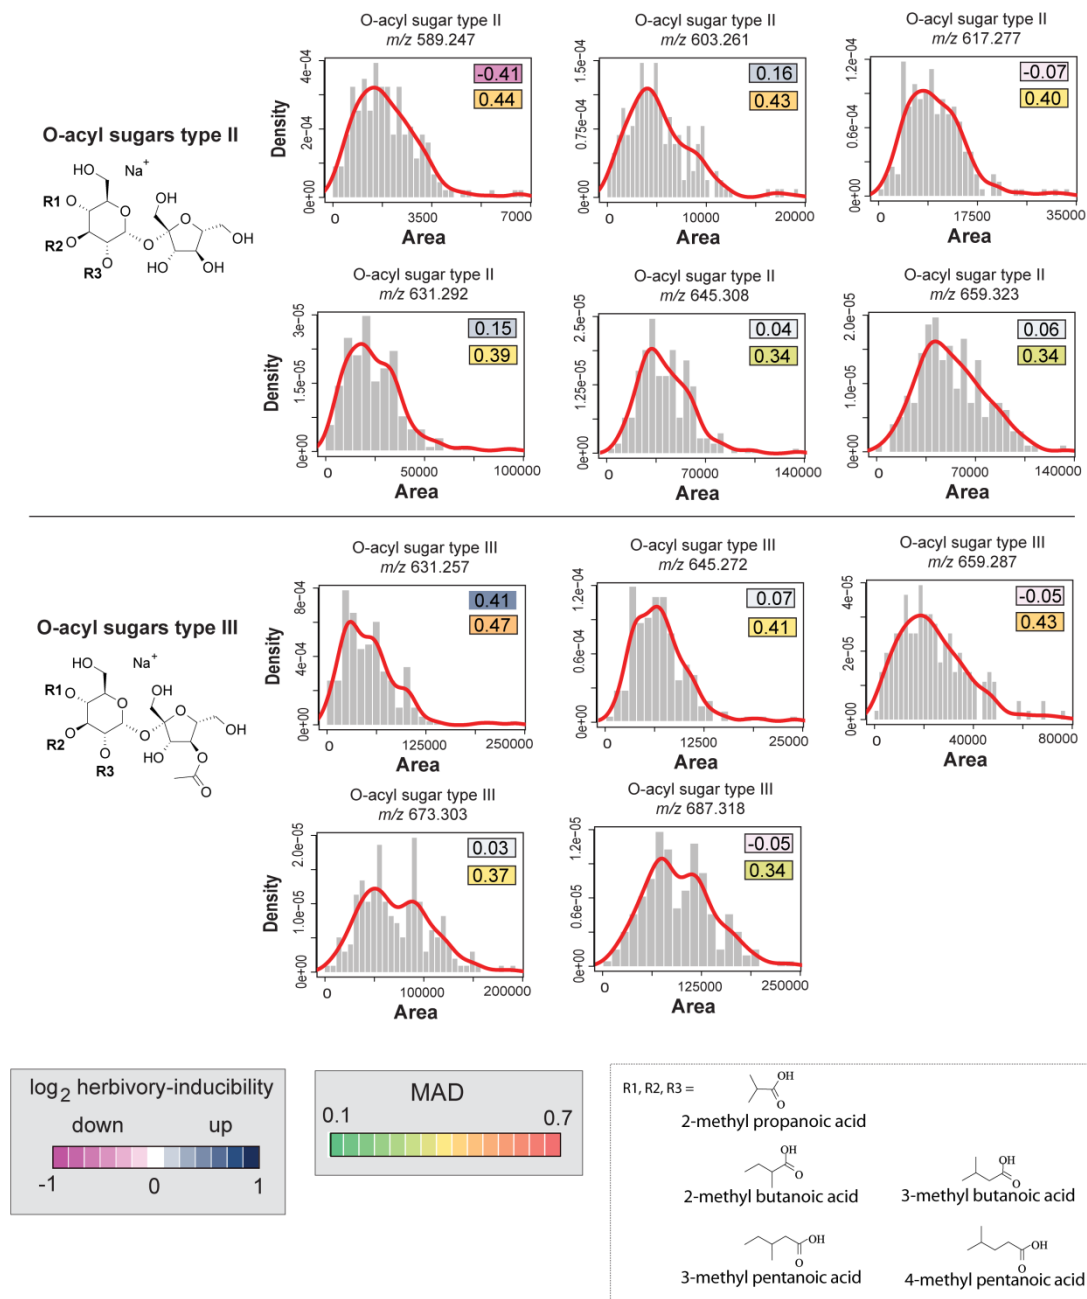 O-acyl sugars type II
HO
Na+
R1
O
O
R2
O
O
R3
O
HO
O
HO
OH
OH
O-acyl sugar type II
m/z 589.247
-0.41
0.44
Density
0e+00 2e-04 4e-04
0 3500 7000
Area
O-acyl sugar type II
m/z 603.261
0.16
0.43
0e+00 0.75e-04 1.5e-04
0 10000 20000
Area
O-acyl sugar type II
m/z 617.277
-0.07
0.40
0e+00 0.6e-04 1.2e-04
0 17500 35000
Area
O-acyl sugar type II
m/z 631.292
0.15
0.39
Density
0e+00 1.5e-05 3e-05
0 50000 100000
Area
O-acyl sugar type II
m/z 645.308
0.04
0.34
0e+00 1.25e-05 2.5e-05
0 70000 140000
Area
O-acyl sugar type II
m/z 659.323
0.06
0.34
0e+00 1.0e-05 2.0e-05
0 70000 140000
Area
O-acyl sugars type III
HO
Na+
R1
O
O
R2
O
O
R3
O
HO
OH
O
OH
O
O
O-acyl sugar type III
m/z 631.257
0.41
0.47
Density
0e+00 4e-04 8e-04
0 125000 250000
Area
O-acyl sugar type III
m/z 645.272
0.07
0.41
0e+00 0.6e-04 1.2e-04
0 125000 250000
Area
O-acyl sugar type III
m/z 659.287
-0.05
0.43
0e+00 2e-05 4e-05
0 40000 80000
Area
O-acyl sugar type III
m/z 673.303
0.03
0.37
Density
0e+00 1.0e-05 2.0e-05
0 100000 200000
Area
O-acyl sugar type III
m/z 687.318
-0.05
0.34
0e+00 0.6e-05 1.2e-05
0 125000 250000
Area
log2 herbivory-inducibility
down up
-1 0 1
MAD
0.1 0.7
R1, R2, R3 =
OH
O
2-methyl propanoic acid
OH
O
2-methyl butanoic acid
OH
O
3-methyl butanoic acid
OH
O
3-methyl pentanoic acid
OH
O
4-methyl pentanoic acid